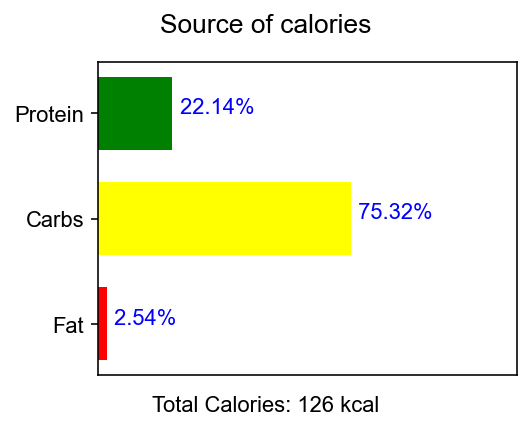 Source of calories
Protein
22.14%
Carbs
75.32%
Fat
2.54%
Total Calories: 126 kcal